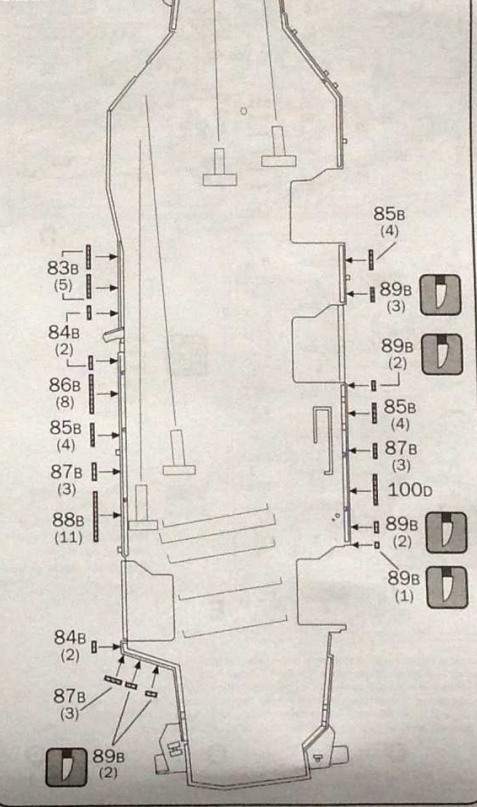 83B
(5)
84B
(2)
86B
(8)
85B
(4)
87B
(3)
88B
(11)
84B
(2)
87B
(3)
89B
(2)
85B
(4)
89B
(3)
89B
(2)
85B
(4)
87B
(3)
100D
89B
(2)
89B
(1)